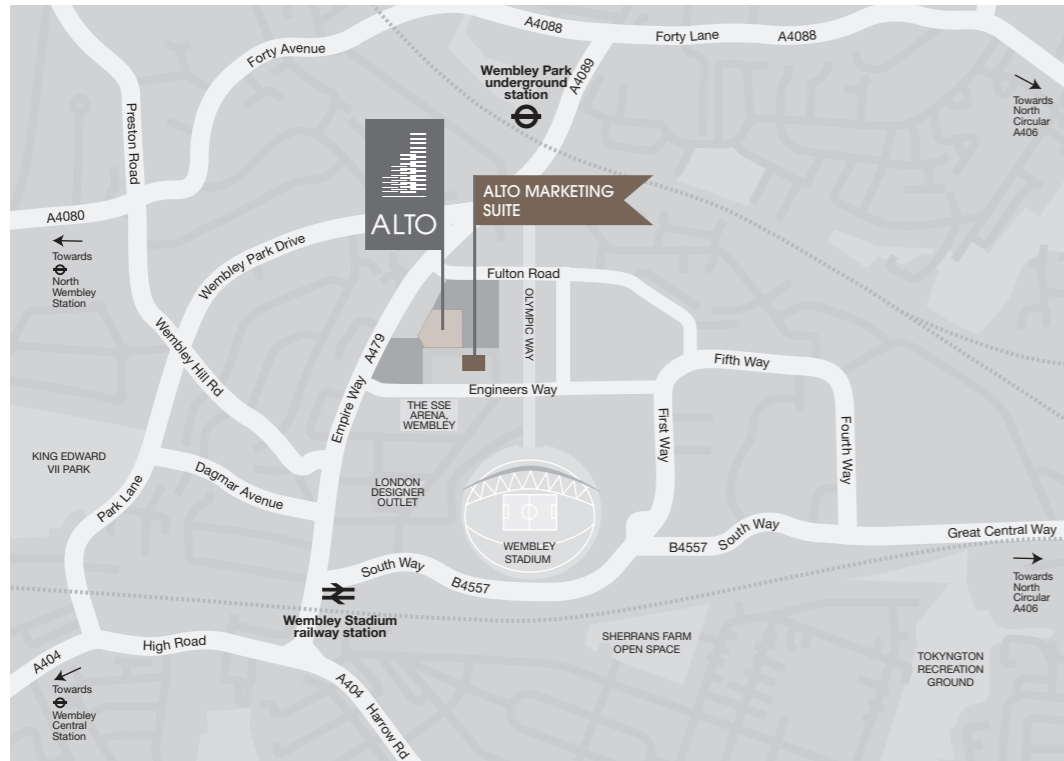 A4088
Forty Lane
A4088
Forty Avenue
A4089
Wembley Park
underground
station
Towards
North
Circular
A406
Preston Road
ALTO
ALTO MARKETING
SUITE
A4080
Towards
North
Wembley
Station
Wembley Park Drive
Fulton Road
OLYMPIC WAY
Wembley Hill Rd
A479
Empire Way
Fifth Way
Engineers Way
THE SSE
ARENA,
WEMBLEY
First Way
Fourth Way
KING EDWARD
VII PARK
Dagmar Avenue
Park Lane
LONDON
DESIGNER
OUTLET
WEMBLEY
STADIUM
South Way
B4557
B4557
South Way
Great Central Way
Towards
North
Circular
A406
Wembley Stadium
railway station
High Road
SHERRANS FARM
OPEN SPACE
TOKYNGTON
RECREATION
GROUND
A404
Towards
Wembley
Central
Station
A404
Harrow Rd